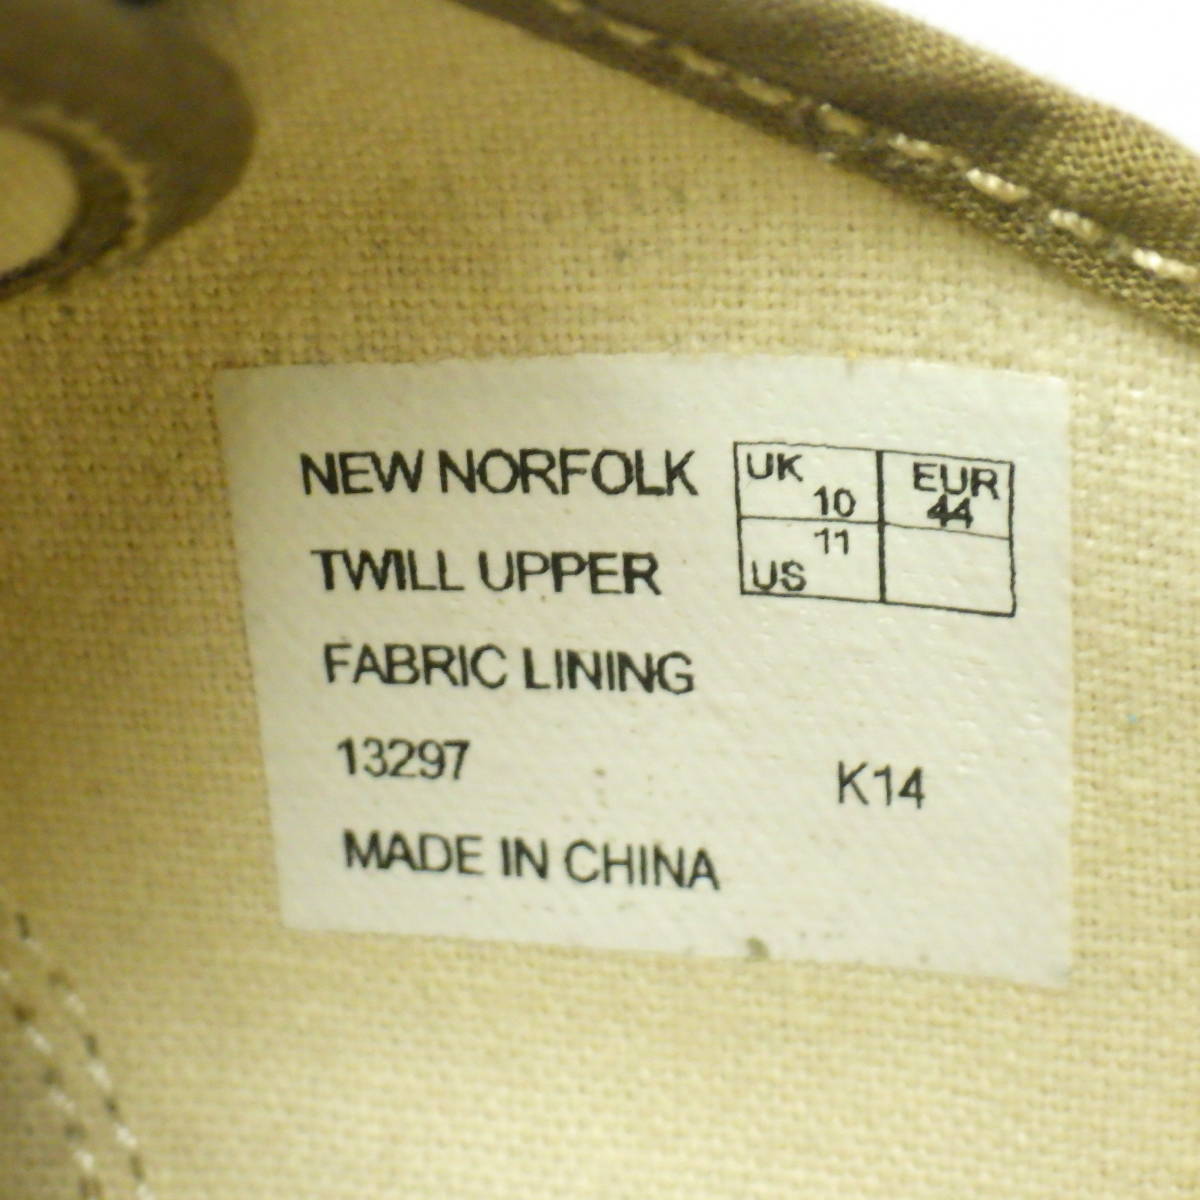 NEW NORFOLK
UK 10
EUR 44
11
US
TWILL UPPER
FABRIC LINING
13297
K14
MADE IN CHINA